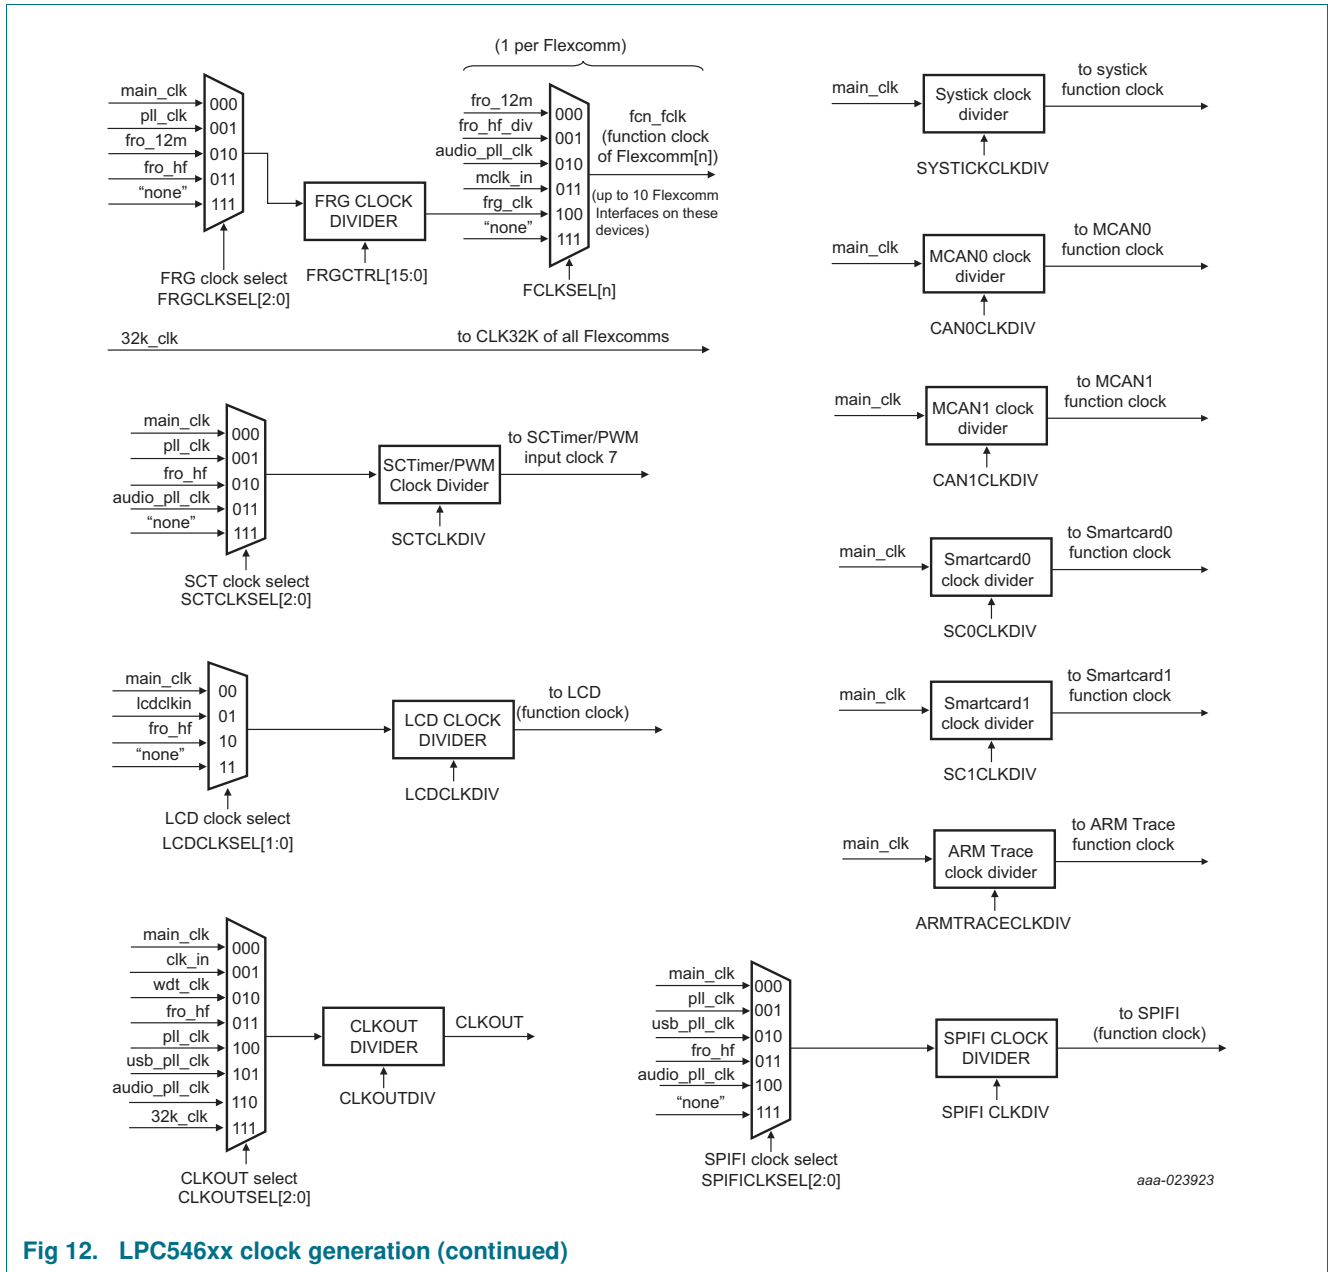 (1 per Flexcomm)
main_clk
000
pll_clk
001
fro_12m
010
fro_hf
011
“none”
111
FRG clock select
FRGCLKSEL[2:0]
FRG CLOCK
DIVIDER
FRGCTRL[15:0]
fro_12m
000
fro_hf_div
001
audio_pll_clk
010
mclk_in
011
frg_clk
100
“none”
111
FCLKSEL[n]
fcn_fclk
(function clock
of Flexcomm[n])
(up to 10 Flexcomm
Interfaces on these
devices)
32k_clk
to CLK32K of all Flexcomms
main_clk
000
pll_clk
001
fro_hf
010
audio_pll_clk
011
“none”
111
SCT clock select
SCTCLKSEL[2:0]
SCTimer/PWM
Clock Divider
SCTCLKDIV
to SCTimer/PWM
input clock 7
main_clk
00
lcdclkin
01
fro_hf
10
“none”
11
LCD clock select
LCDCLKSEL[1:0]
LCD CLOCK
DIVIDER
LCDCLKDIV
to LCD
(function clock)
main_clk
000
clk_in
001
wdt_clk
010
fro_hf
011
pll_clk
100
usb_pll_clk
101
audio_pll_clk
110
32k_clk
111
CLKOUT select
CLKOUTSEL[2:0]
CLKOUT
DIVIDER
CLKOUTDIV
CLKOUT
main_clk
Systick clock
divider
SYSTICKCLKDIV
to systick
function clock
main_clk
MCAN0 clock
divider
CAN0CLKDIV
to MCAN0
function clock
main_clk
MCAN1 clock
divider
CAN1CLKDIV
to MCAN1
function clock
main_clk
Smartcard0
clock divider
SC0CLKDIV
to Smartcard0
function clock
main_clk
Smartcard1
clock divider
SC1CLKDIV
to Smartcard1
function clock
main_clk
ARM Trace
clock divider
ARMTRACECLKDIV
to ARM Trace
function clock
main_clk
000
pll_clk
001
usb_pll_clk
010
fro_hf
011
audio_pll_clk
100
“none”
111
SPIFI clock select
SPIFICLKSEL[2:0]
SPIFI CLOCK
DIVIDER
SPIFI CLKDIV
to SPIFI
(function clock)
aaa-023923
Fig 12. LPC546xx clock generation (continued)